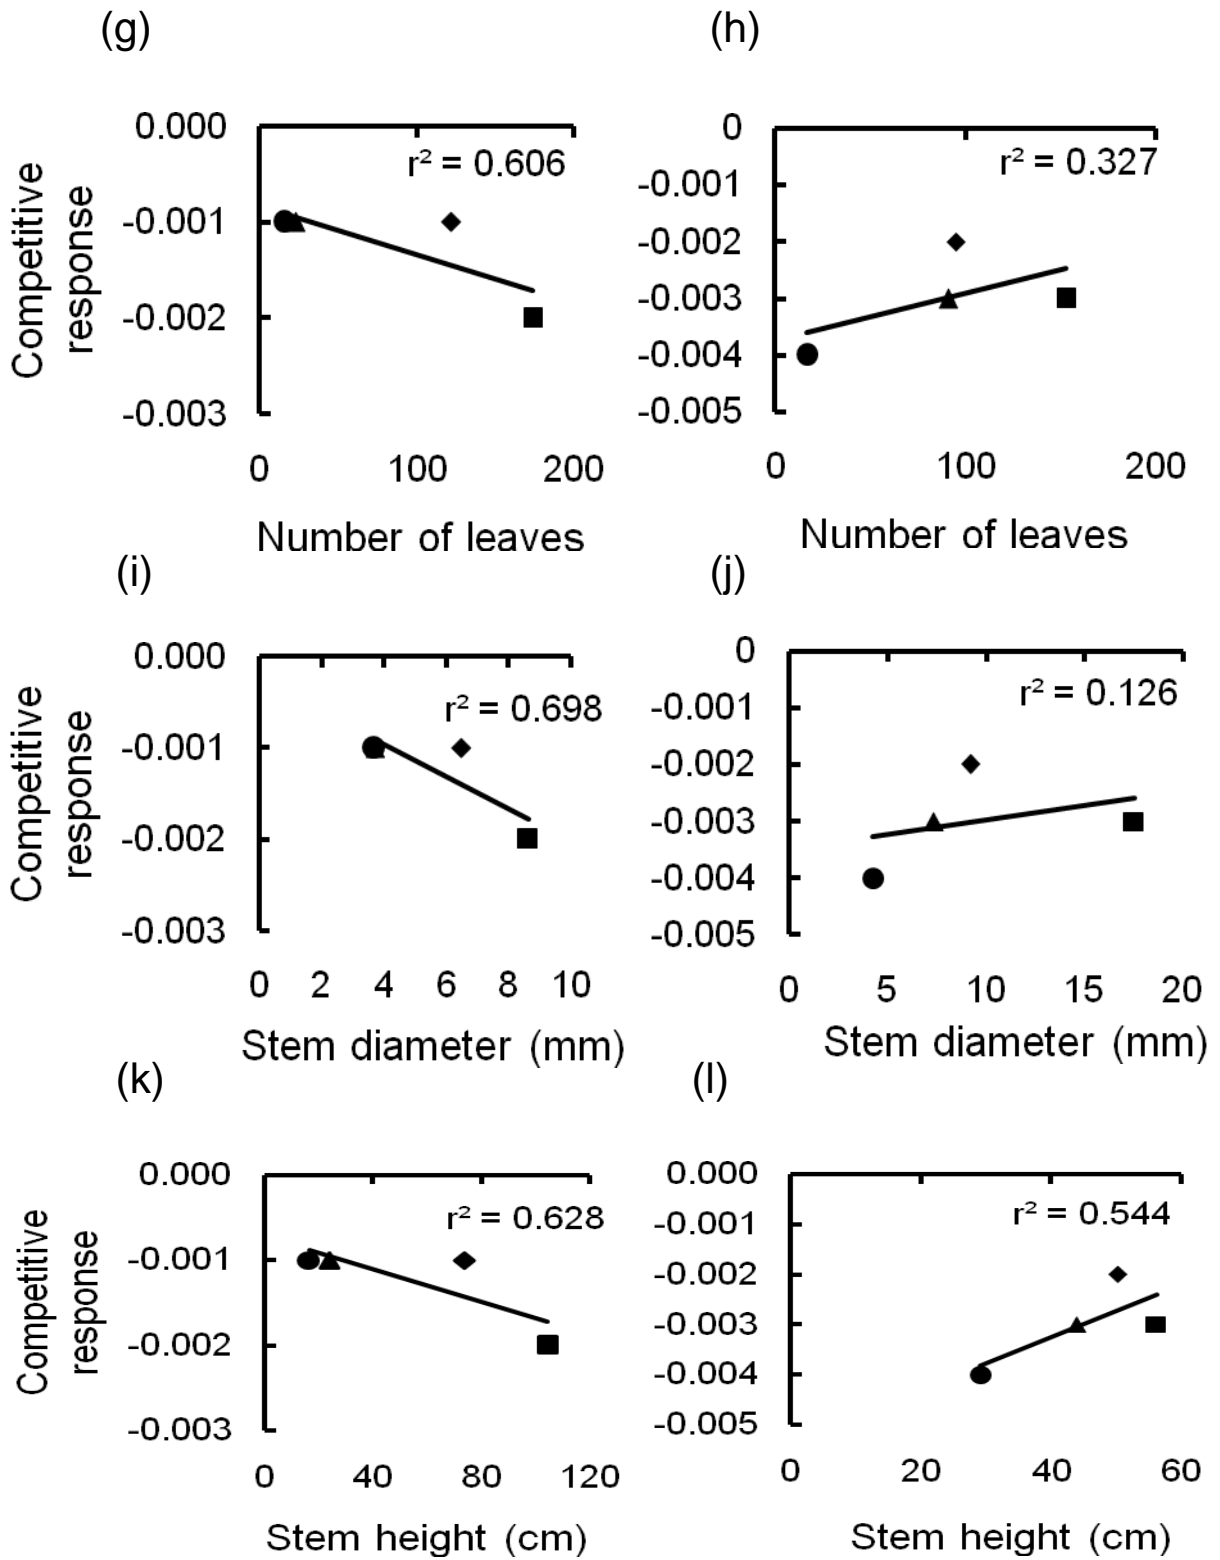 (g)
0.000
-0.001
-0.002
-0.003
r² = 0.606
0 100 200
Competitive
response
Number of leaves
(h)
0
-0.001
-0.002
-0.003
-0.004
-0.005
r² = 0.327
0 100 200
Number of leaves
(i)
0.000
-0.001
-0.002
-0.003
r² = 0.698
0 2 4 6 8 10
Competitive
response
Stem diameter (mm)
(j)
0
-0.001
-0.002
-0.003
-0.004
-0.005
r² = 0.126
0 5 10 15 20
Stem diameter (mm)
(k)
0.000
-0.001
-0.002
-0.003
r² = 0.628
0 40 80 120
Competitive
response
Stem height (cm)
(l)
0.000
-0.001
-0.002
-0.003
-0.004
-0.005
r² = 0.544
0 20 40 60
Stem height (cm)